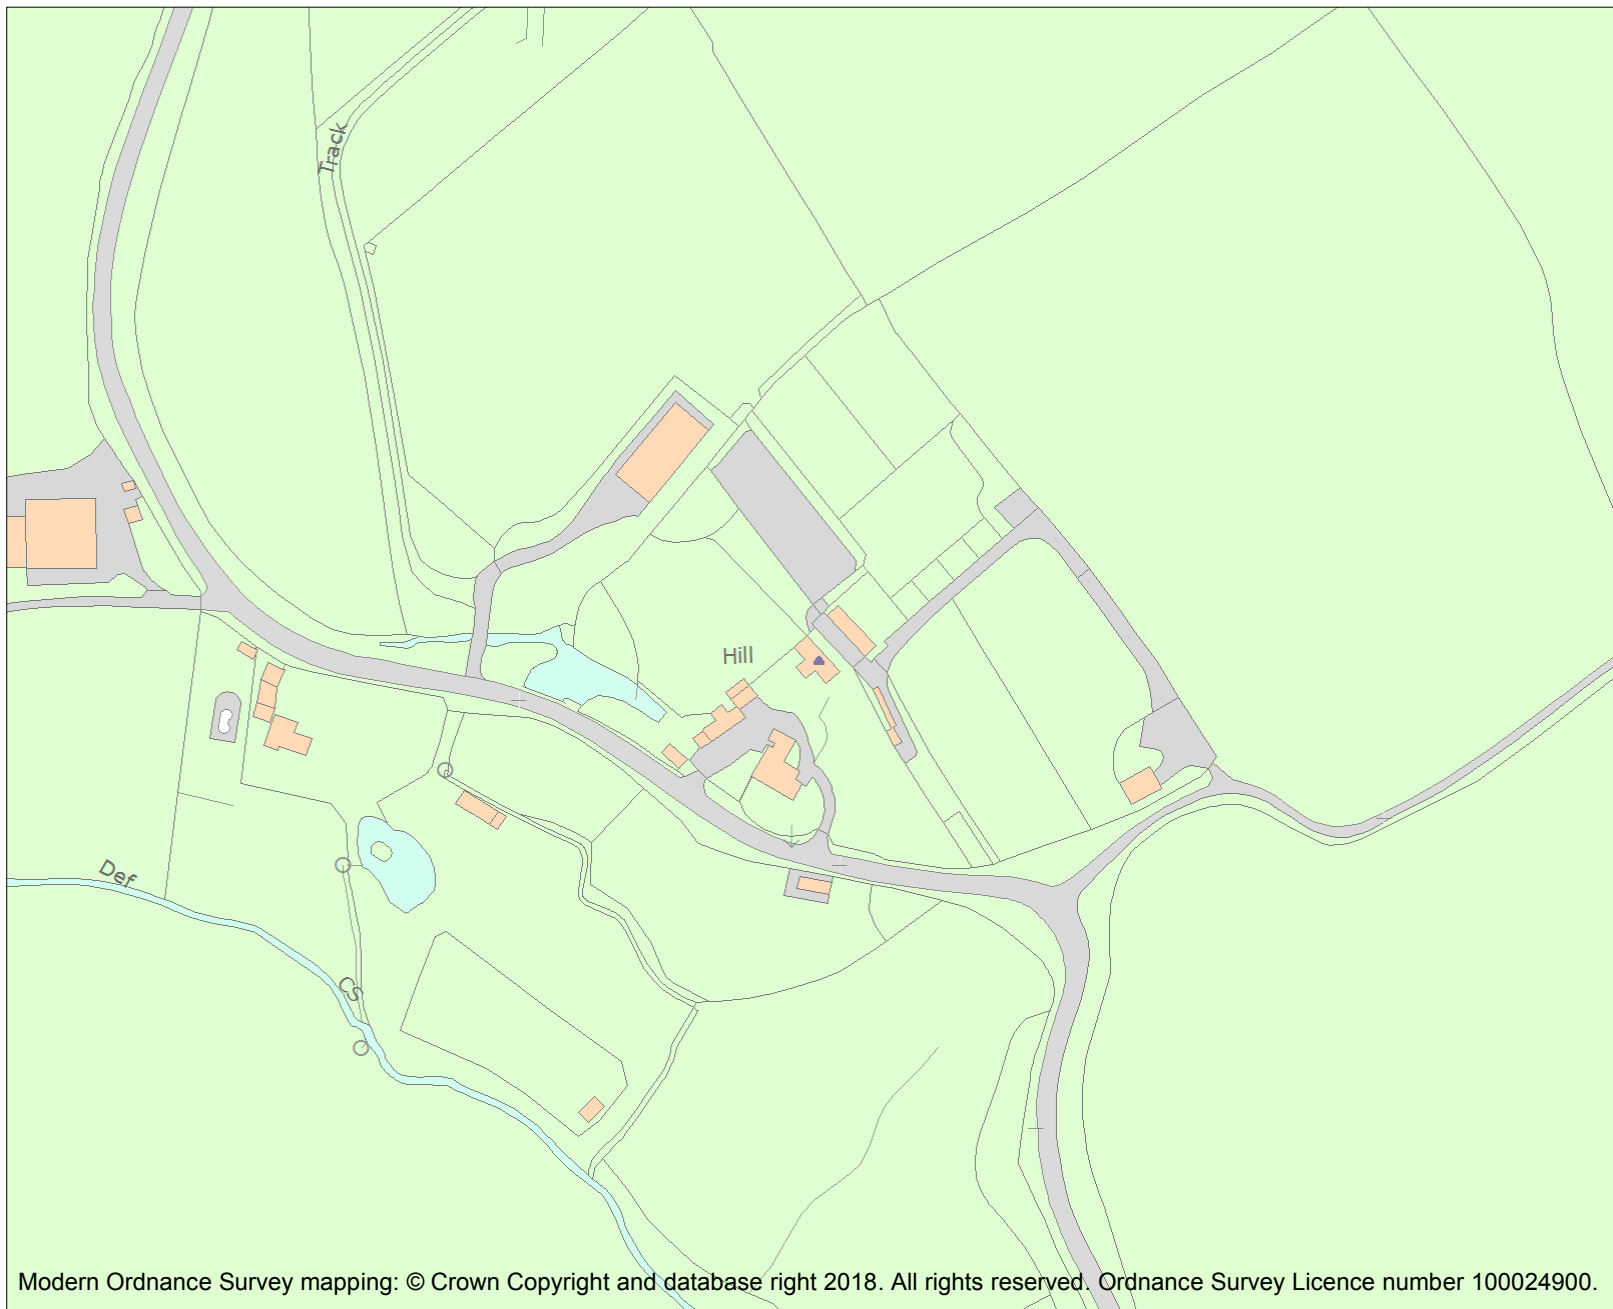 Track
Hill
Def
CS
Modern Ordnance Survey mapping: © Crown Copyright and database right 2018. All rights reserved. Ordnance Survey Licence number 100024900.